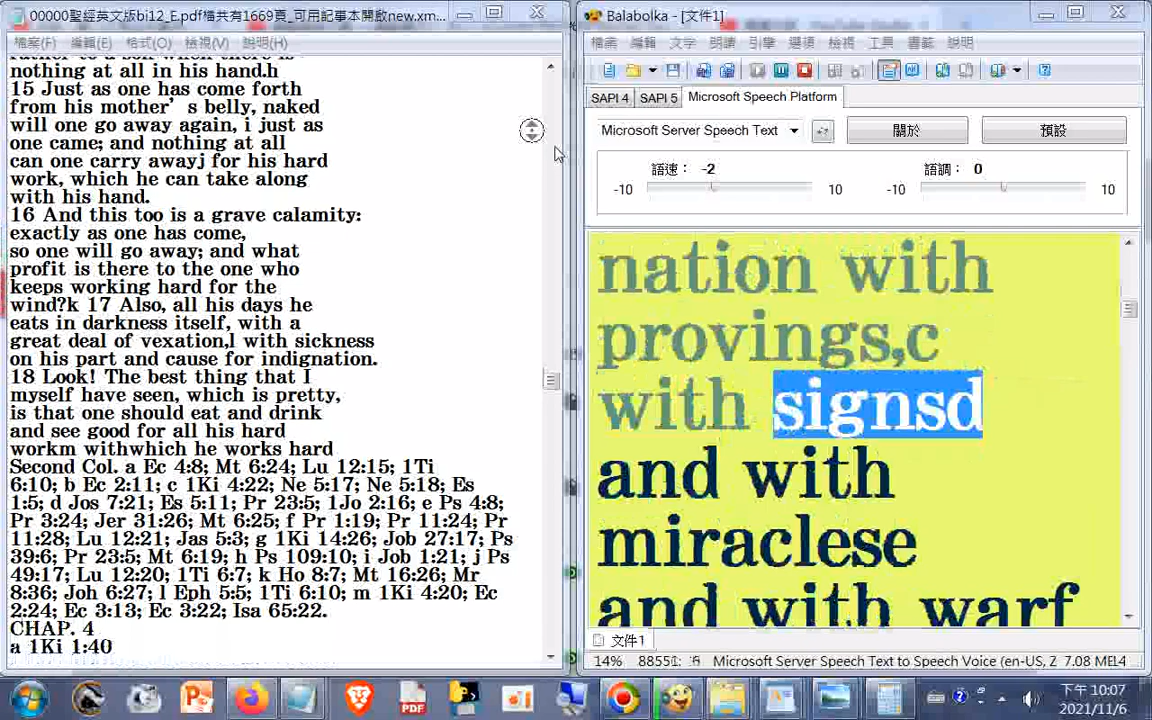 00000聖經英文版bi12_E.pdf檔共有1669頁_可用記事本開啟new.xm...
檔案(F) 編輯(E) 格式(O) 檢視(V) 說明(H)
nothing at all in his hand.h
15 Just as one has come forth
from his mother’s belly, naked
will one go away again, i just as
one came; and nothing at all
can one carry awayj for his hard
work, which he can take along
with his hand.
16 And this too is a grave calamity:
exactly as one has come,
so one will go away; and what
profit is there to the one who
keeps working hard for the
wind?k 17 Also, all his days he
eats in darkness itself, with a
great deal of vexation,l with sickness
on his part and cause for indignation.
18 Look! The best thing that I
myself have seen, which is pretty,
is that one should eat and drink
and see good for all his hard
workm withwhich he works hard
Second Col. a Ec 4:8; Mt 6:24; Lu 12:15; 1Ti
6:10; b Ec 2:11; c 1Ki 4:22; Ne 5:17; Ne 5:18; Es
1:5; d Jos 7:21; Es 5:11; Pr 23:5; 1Jo 2:16; e Ps 4:8;
Pr 3:24; Jer 31:26; Mt 6:25; f Pr 1:19; Pr 11:24; Pr
11:28; Lu 12:21; Jas 5:3; g 1Ki 14:26; Job 27:17; Ps
39:6; Pr 23:5; Mt 6:19; h Ps 109:10; i Job 1:21; j Ps
49:17; Lu 12:20; 1Ti 6:7; k Ho 8:7; Mt 16:26; Mr
8:36; Joh 6:27; l Eph 5:5; 1Ti 6:10; m 1Ki 4:20; Ec
2:24; Ec 3:13; Ec 3:22; Isa 65:22.
CHAP. 4
a 1Ki 1:40
Balabolka - [文件1]
檔案 編輯 文字 朗讀 引擎 選項 檢視 工具 書籤 說明
SAPI 4 SAPI 5 Microsoft Speech Platform
Microsoft Server Speech Text 關於 預設
語速： -2 語調： 0
-10 10 -10 10
nation with
provings,c
with signsd
and with
miraclese
and with warf
文件1
14% Microsoft Server Speech Text to Speech Voice (en-US, Z 7.08 MEL4
下午 10:07
2021/11/6